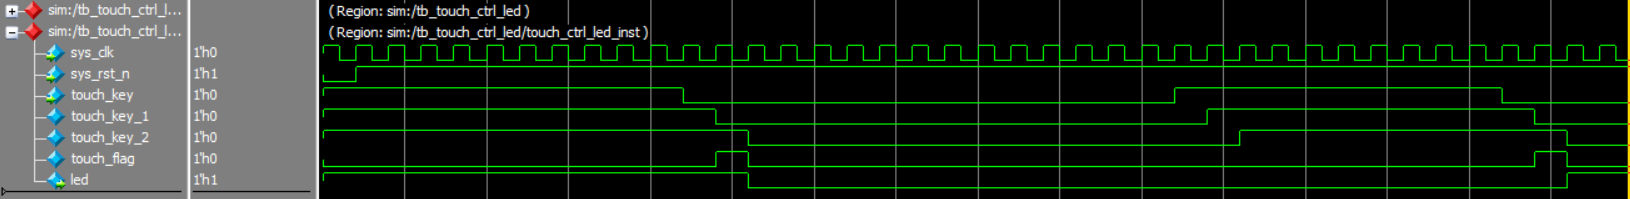 sim:/tb_touch_ctrl_l...
(Region: sim:/tb_touch_ctrl_led )
sim:/tb_touch_ctrl_l...
(Region: sim:/tb_touch_ctrl_led/touch_ctrl_led_inst )
sys_clk 1'h0
sys_rst_n 1'h1
touch_key 1'h0
touch_key_1 1'h0
touch_key_2 1'h0
touch_flag 1'h0
led 1'h1